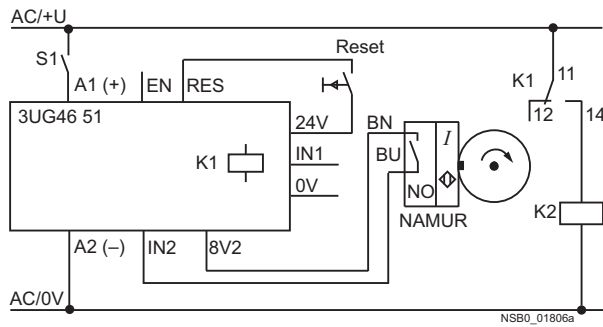 AC/+U
S1
A1 (+)
EN
RES
Reset
K1
11
12
14
3UG46 51
24V
BN
I
K1
IN1
BU
0V
NO
NAMUR
K2
A2 (–)
IN2
8V2
AC/0V
NSB0_01806a